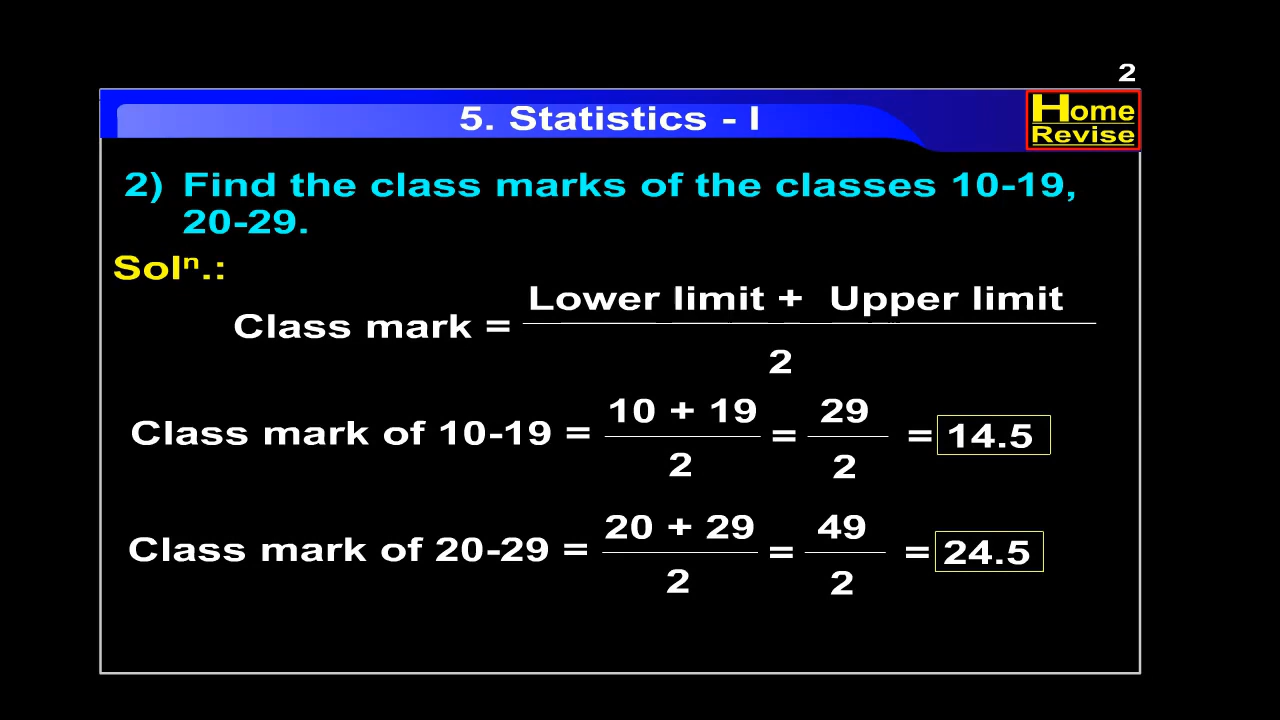 2
5. Statistics - I
Home
Revise
2) Find the class marks of the classes 10-19,
20-29.
Solⁿ.:
Class mark = Lower limit + Upper limit
2
Class mark of 10-19 = 10 + 19 / 2 = 29 / 2 = 14.5
Class mark of 20-29 = 20 + 29 / 2 = 49 / 2 = 24.5